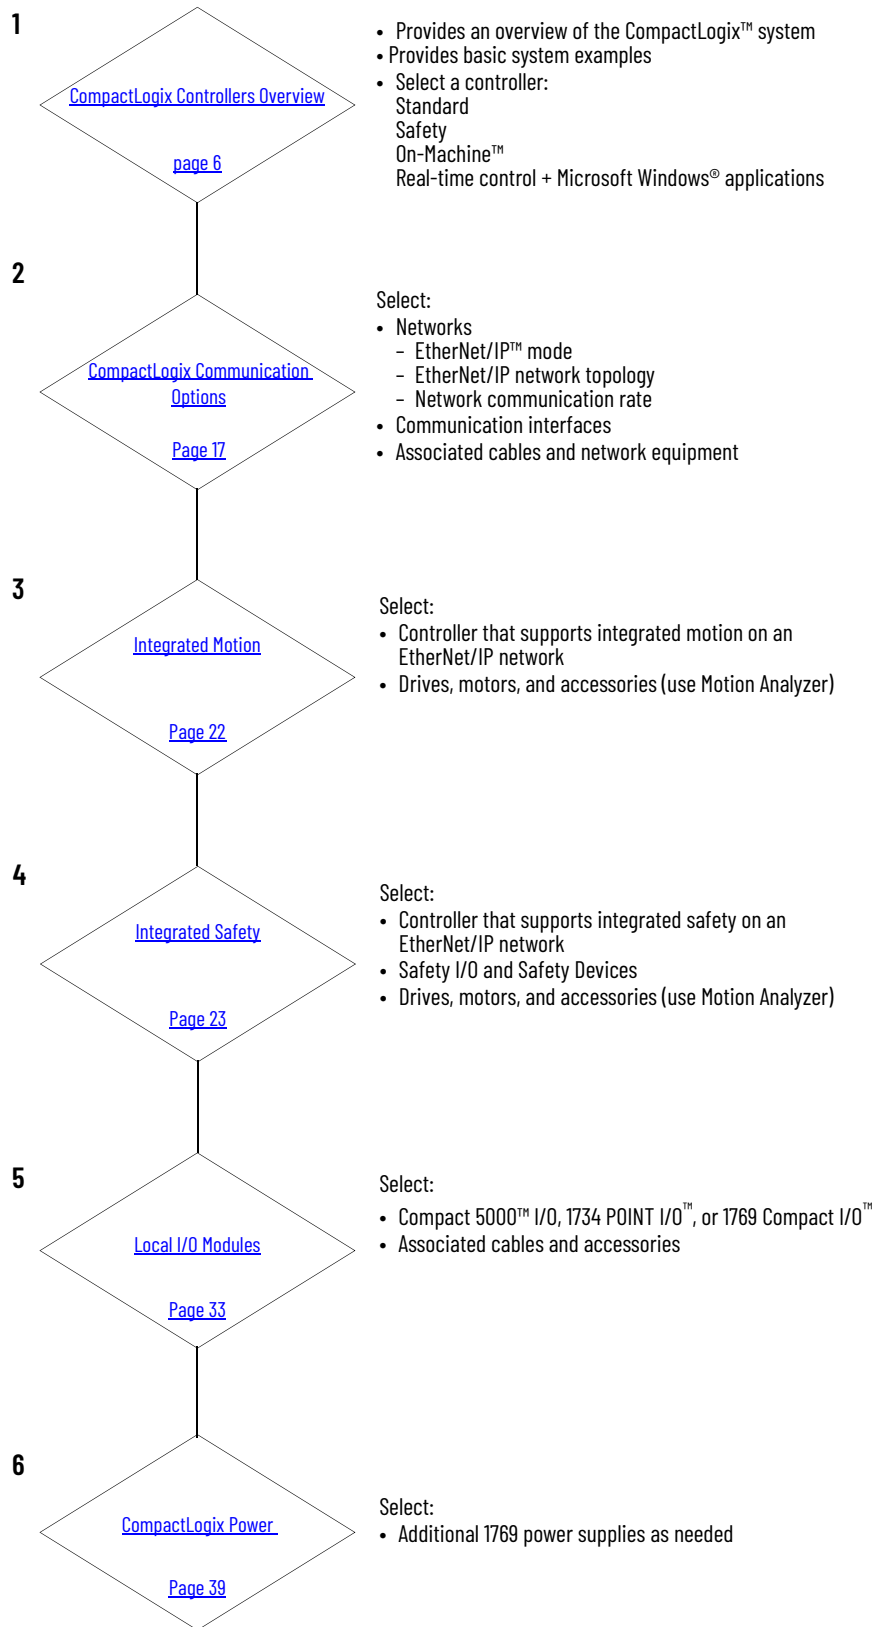 1
CompactLogix Controllers Overview
page 6
• Provides an overview of the CompactLogix™ system
• Provides basic system examples
• Select a controller:
Standard
Safety
On-Machine™
Real-time control + Microsoft Windows® applications
2
CompactLogix Communication
Options
Page 17
Select:
• Networks
– EtherNet/IP™ mode
– EtherNet/IP network topology
– Network communication rate
• Communication interfaces
• Associated cables and network equipment
3
Integrated Motion
Page 22
Select:
• Controller that supports integrated motion on an
EtherNet/IP network
• Drives, motors, and accessories (use Motion Analyzer)
4
Integrated Safety
Page 23
Select:
• Controller that supports integrated safety on an
EtherNet/IP network
• Safety I/O and Safety Devices
• Drives, motors, and accessories (use Motion Analyzer)
5
Local I/O Modules
Page 33
Select:
• Compact 5000™ I/O, 1734 POINT I/O™, or 1769 Compact I/O™
• Associated cables and accessories
6
CompactLogix Power
Page 39
Select:
• Additional 1769 power supplies as needed